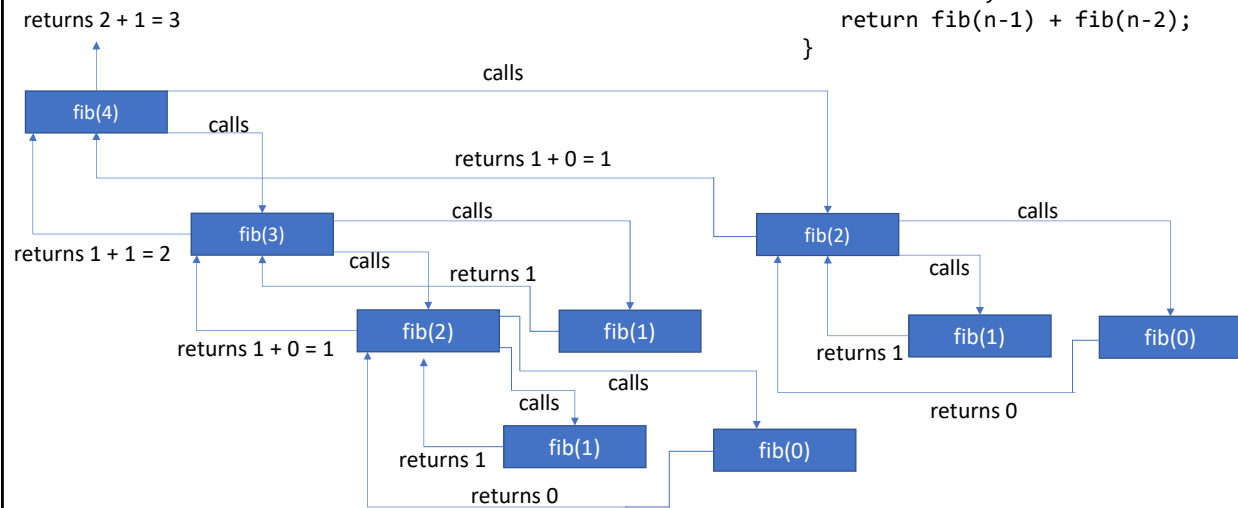 returns 2 + 1 = 3
return fib(n-1) + fib(n-2);
}
calls
fib(4)
calls
returns 1 + 0 = 1
calls
calls
fib(3)
fib(2)
returns 1 + 1 = 2
calls
calls
returns 1
fib(2)
fib(1)
fib(1)
fib(0)
returns 1 + 0 = 1
returns 1
calls
calls
returns 0
fib(1)
fib(0)
returns 1
returns 0